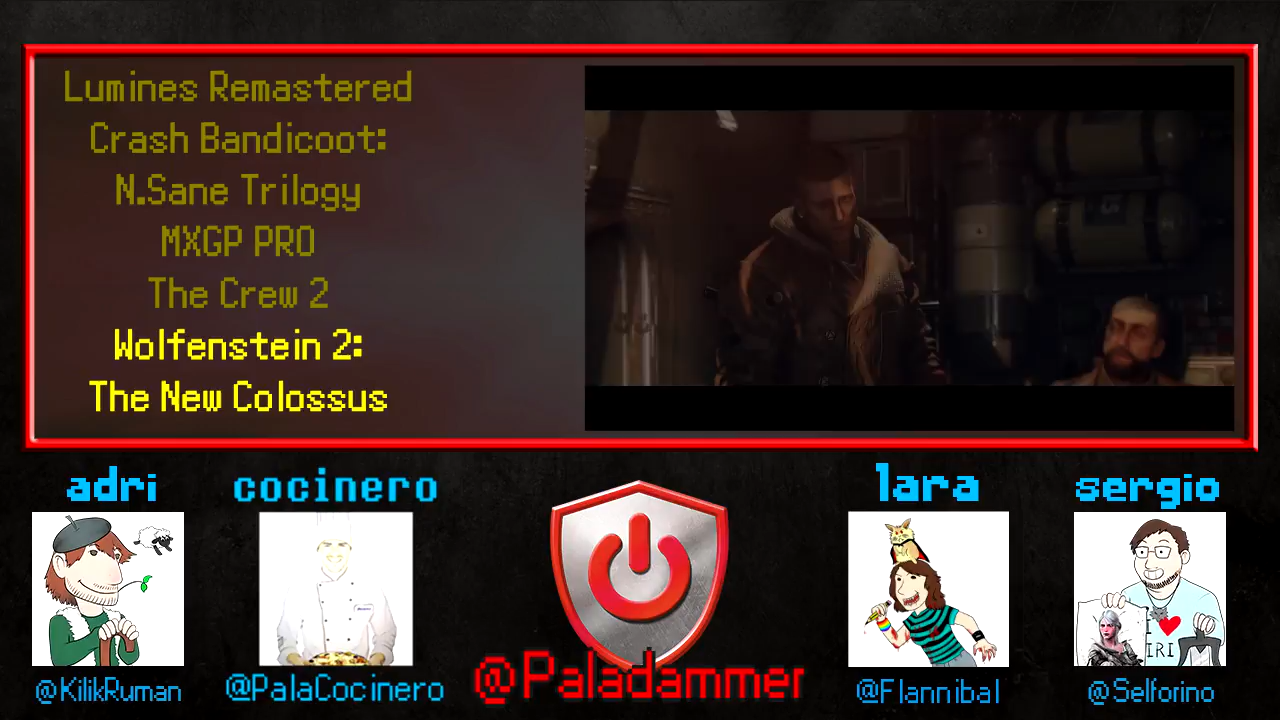 Lumines Remastered
Crash Bandicoot:
N.Sane Trilogy
MXGP PRO
The Crew 2
Wolfenstein 2:
The New Colossus
adri
cocinero
lara
sergio
I ❤
IRI
@KilikRuman
@PalaCocinero
@Paladammer
@Flannibal
@Selforino